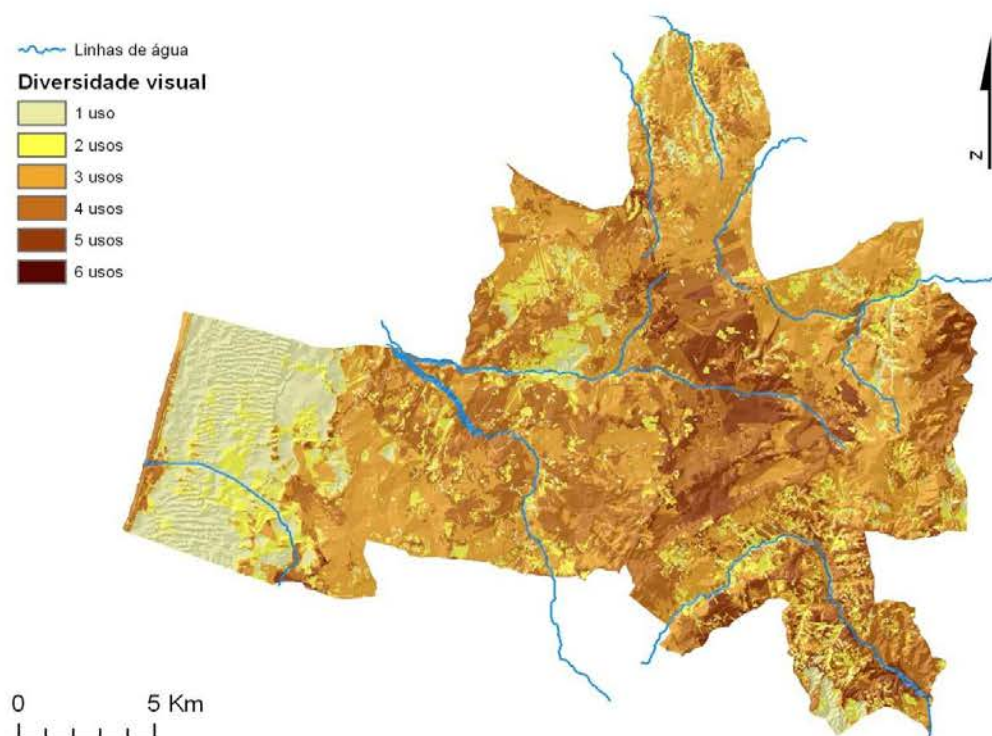 Linhas de água
Diversidade visual
1 uso
2 usos
3 usos
4 usos
5 usos
6 usos
N
0 5 Km